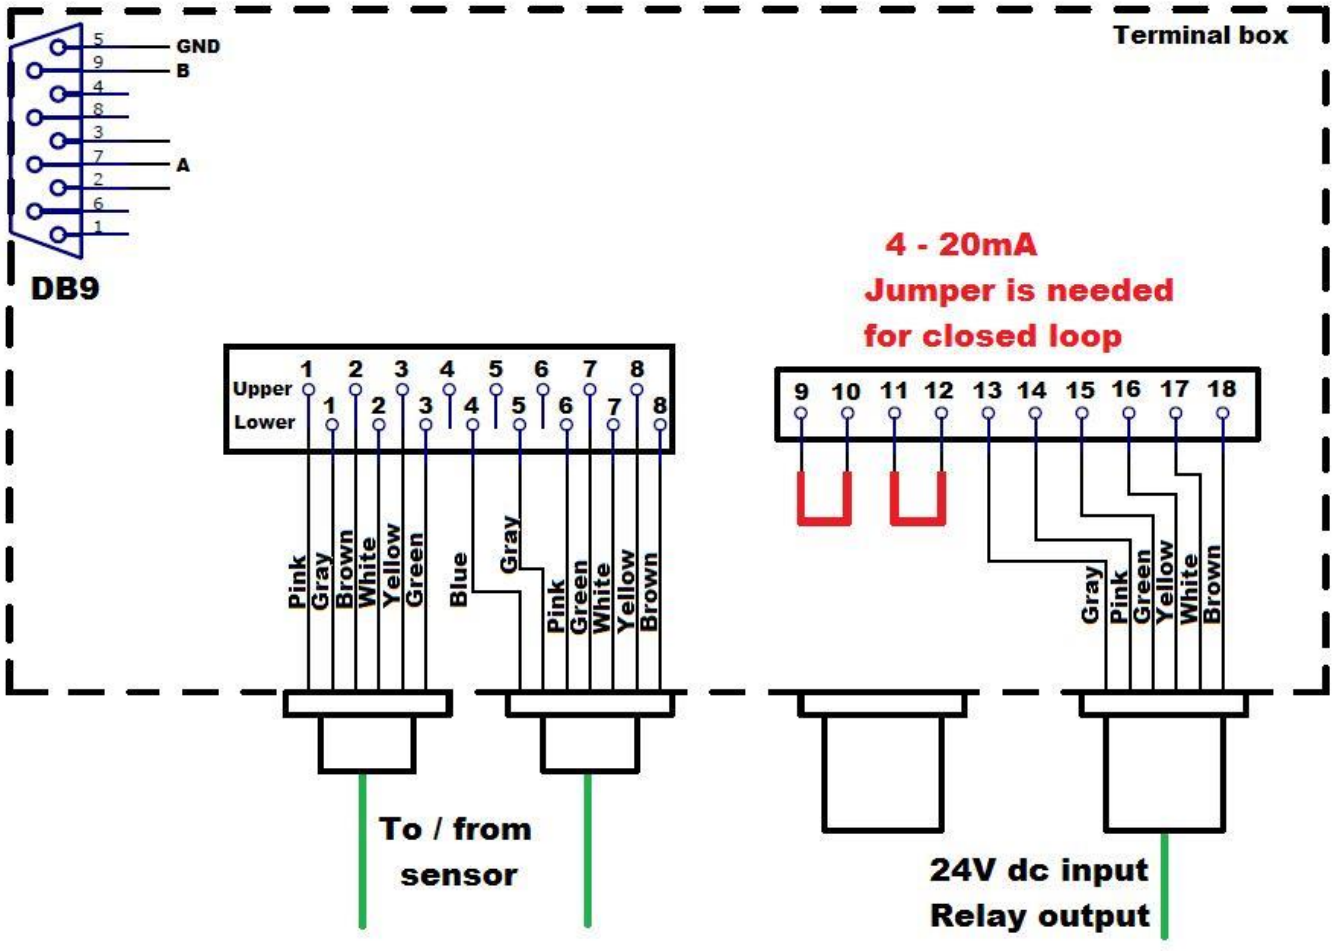 Terminal box
5 GND
9 B
4
8
3
7 A
2
6
1
DB9
4 - 20mA
Jumper is needed
for closed loop
Upper 1 2 3 4 5 6 7 8
Lower 1 2 3 4 5 6 7 8
9 10 11 12 13 14 15 16 17 18
Pink
Gray
Brown
White
Yellow
Green
Blue
Gray
Pink
Green
White
Yellow
Brown
Gray
Pink
Green
Yellow
White
Brown
To / from
sensor
24V dc input
Relay output